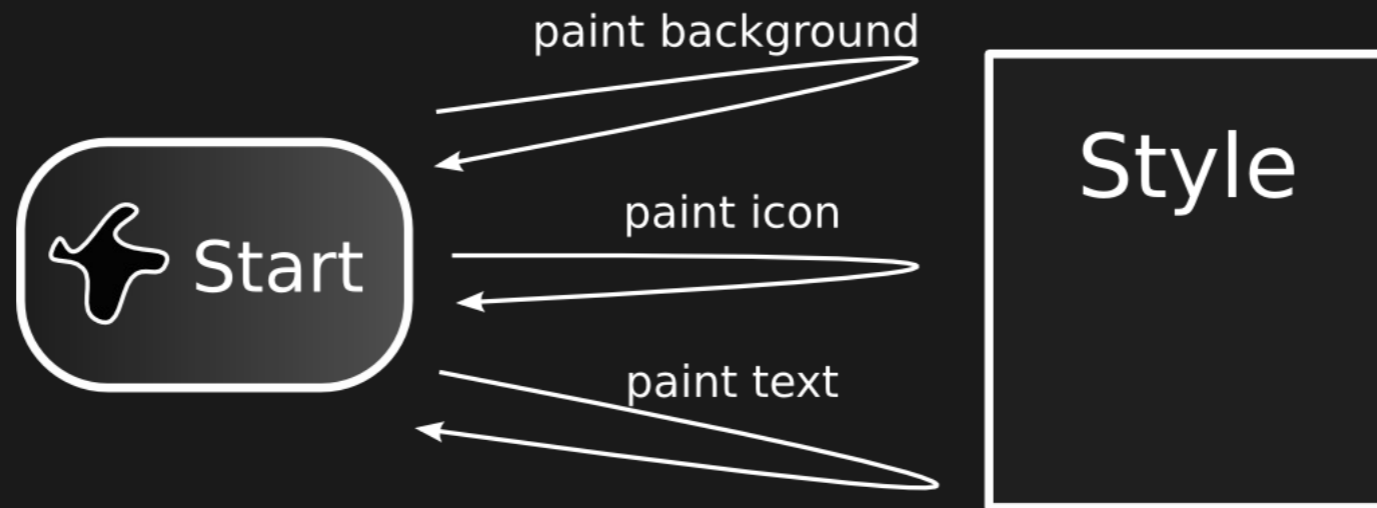 paint background
Style
paint icon
Start
paint text